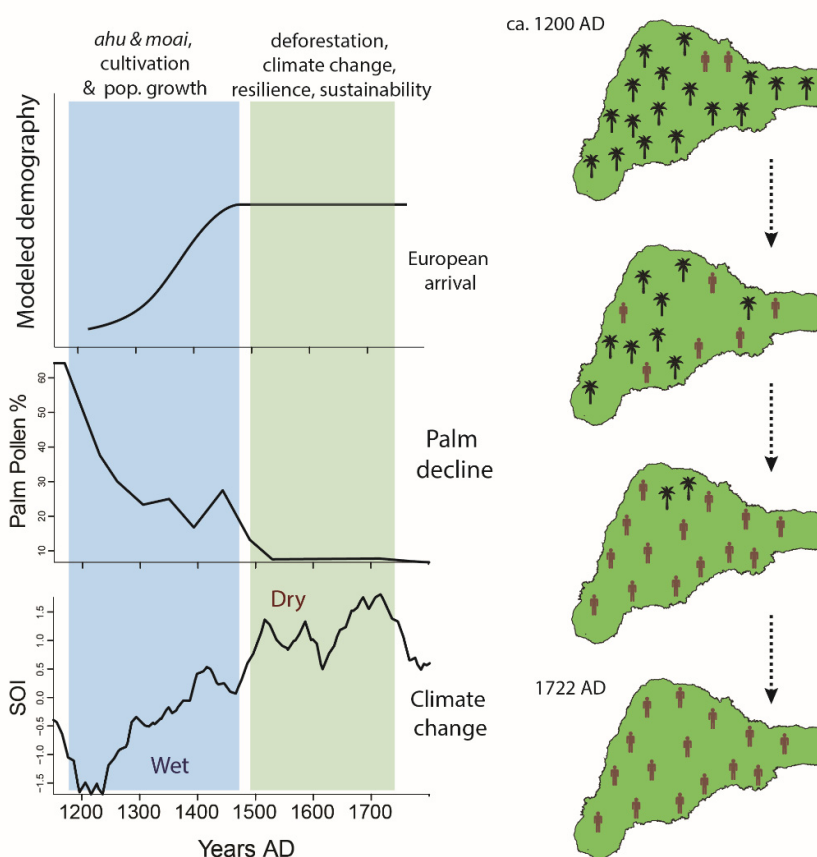 ahu & moai,
cultivation
& pop. growth
deforestation,
climate change,
resilience, sustainability
Modeled demography
European
arrival
60
50
40
30
20
10
Palm Pollen %
Palm
decline
1.5
1.0
0.5
0.0
-0.5
-1.0
-1.5
SOI
Dry
Wet
Climate
change
1200
1300
1400
1500
1600
1700
Years AD
ca. 1200 AD
1722 AD